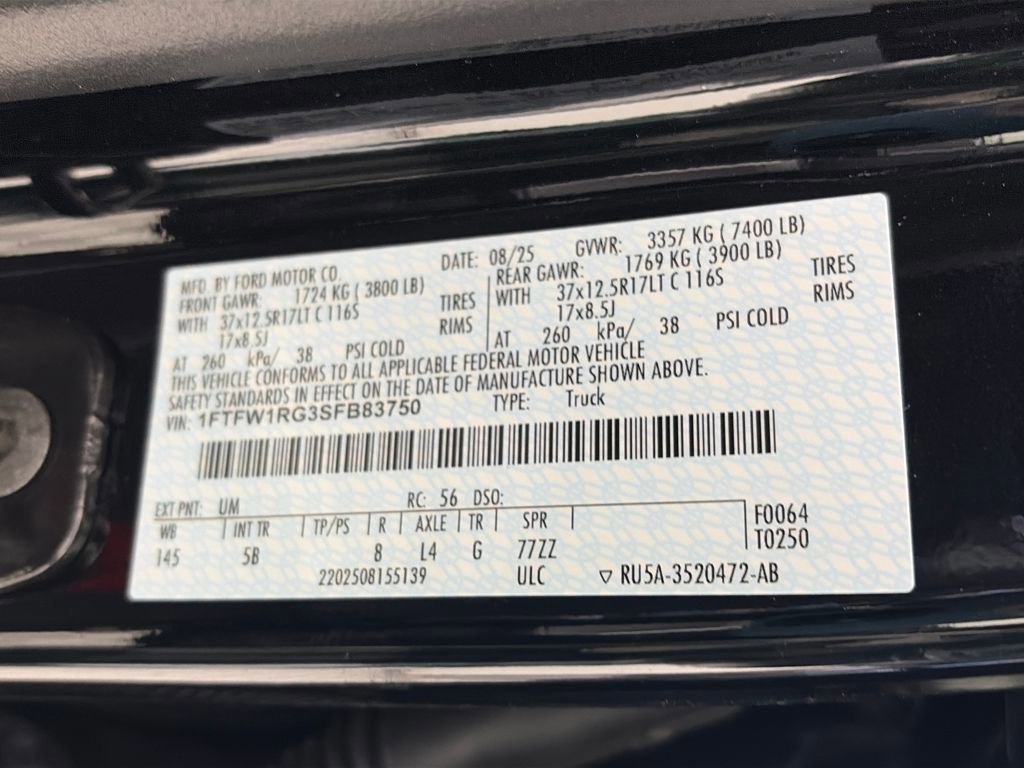 MFD. BY FORD MOTOR CO. DATE: 08/25 GVWR: 3357 KG ( 7400 LB)
FRONT GAWR: 1724 KG ( 3800 LB) REAR GAWR: 1769 KG ( 3900 LB)
WITH 37x12.5R17LT C 116S TIRES WITH 37x12.5R17LT C 116S TIRES
17x8.5J RIMS 17x8.5J RIMS
AT 260 kPa/ 38 PSI COLD AT 260 kPa/ 38 PSI COLD
THIS VEHICLE CONFORMS TO ALL APPLICABLE FEDERAL MOTOR VEHICLE
SAFETY STANDARDS IN EFFECT ON THE DATE OF MANUFACTURE SHOWN ABOVE.
VIN: 1FTFW1RG3SFB83750 TYPE: Truck
EXT PNT: UM RC: 56 DSO:
WB INT TR TP/PS R AXLE TR SPR F0064
145 5B 8 L4 G 77ZZ T0250
2202508155139 ULC ▽ RU5A-3520472-AB